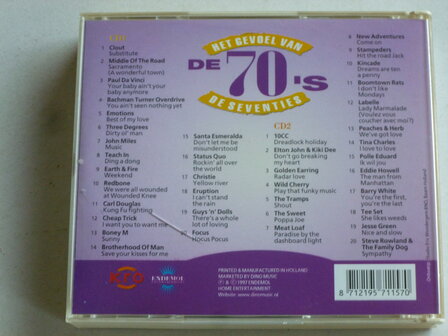 HET GEVOEL VAN
DE 70'S
DE SEVENTIES
CD1
1 Clout
Substitute
2 Middle Of The Road
Sacramento
(A wonderful town)
3 Paul Da Vinci
Your baby ain't your
baby anymore
4 Bachman Turner Overdrive
You ain't seen nothing yet
5 Emotions
Best of my love
6 Three Degrees
Dirty ol' man
7 John Miles
Music
8 Teach In
Ding a dong
9 Earth & Fire
Weekend
10 Redbone
We were all wounded
at Wounded Knee
11 Carl Douglas
Kung fu fighting
12 Cheap Trick
I want you to want me
13 Boney M
Sunny
14 Brotherhood Of Man
Save your kisses for me
15 Santa Esmeralda
Don't let me be
misunderstood
16 Status Quo
Rockin' all over
the world
17 Christie
Yellow river
18 Eruption
I can't stand
the rain
19 Guys 'n' Dolls
There's a whole
lot of loving
20 Focus
Hocus Pocus
CD2
1 10CC
Dreadlock holiday
2 Elton John & Kiki Dee
Don't go breaking
my heart
3 Golden Earring
Radar love
4 Wild Cherry
Play that funky music
5 The Tramps
Shout
6 The Sweet
Poppa Joe
7 Meat Loaf
Paradise by the
dashboard light
8 New Adventures
Come on
9 Stampeders
Hit the road Jack
10 Kincade
Dreams are ten
a penny
11 Boomtown Rats
I don't like
Mondays
12 Labelle
Lady Marmalade
(Voulez vous
coucher avec moi?)
13 Peaches & Herb
We've got love
14 Tina Charles
I love to love
15 Polle Eduard
Ik wil jou
16 Eddie Howell
The man from
Manhattan
17 Barry White
You're the first,
you're the last
18 Tee Set
She likes weeds
19 Jesse Green
Nice and slow
20 Steve Rowland &
The Family Dog
Sympathy
KRO
ENDEMOL
PRINTED & MANUFACTURED IN HOLLAND
MARKETED BY DINO MUSIC
℗ & © 1997 ENDEMOL
HOME ENTERTAINMENT
Website: www.dinomusic.nl
8 712195 711570